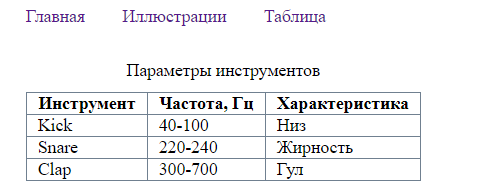 Главная Иллюстрации Таблица
Параметры инструментов
Инструмент Частота, Гц Характеристика
Kick 40-100 Низ
Snare 220-240 Жирность
Clap 300-700 Гул